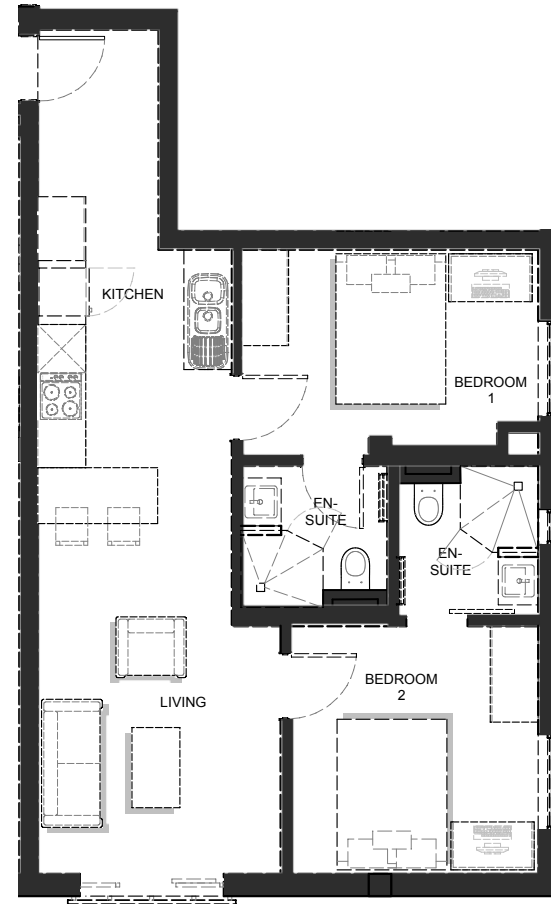 KITCHEN
BEDROOM
1
EN-
SUITE
EN-
SUITE
BEDROOM
2
LIVING